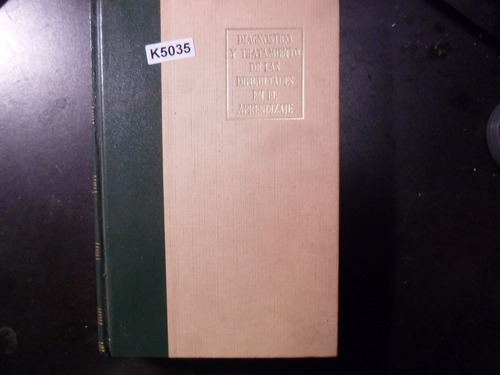 K5035
DIAGNOSTICO
Y TRATAMIENTO
DE LAS
DIFICULTADES
EN EL
APRENDIZAJE